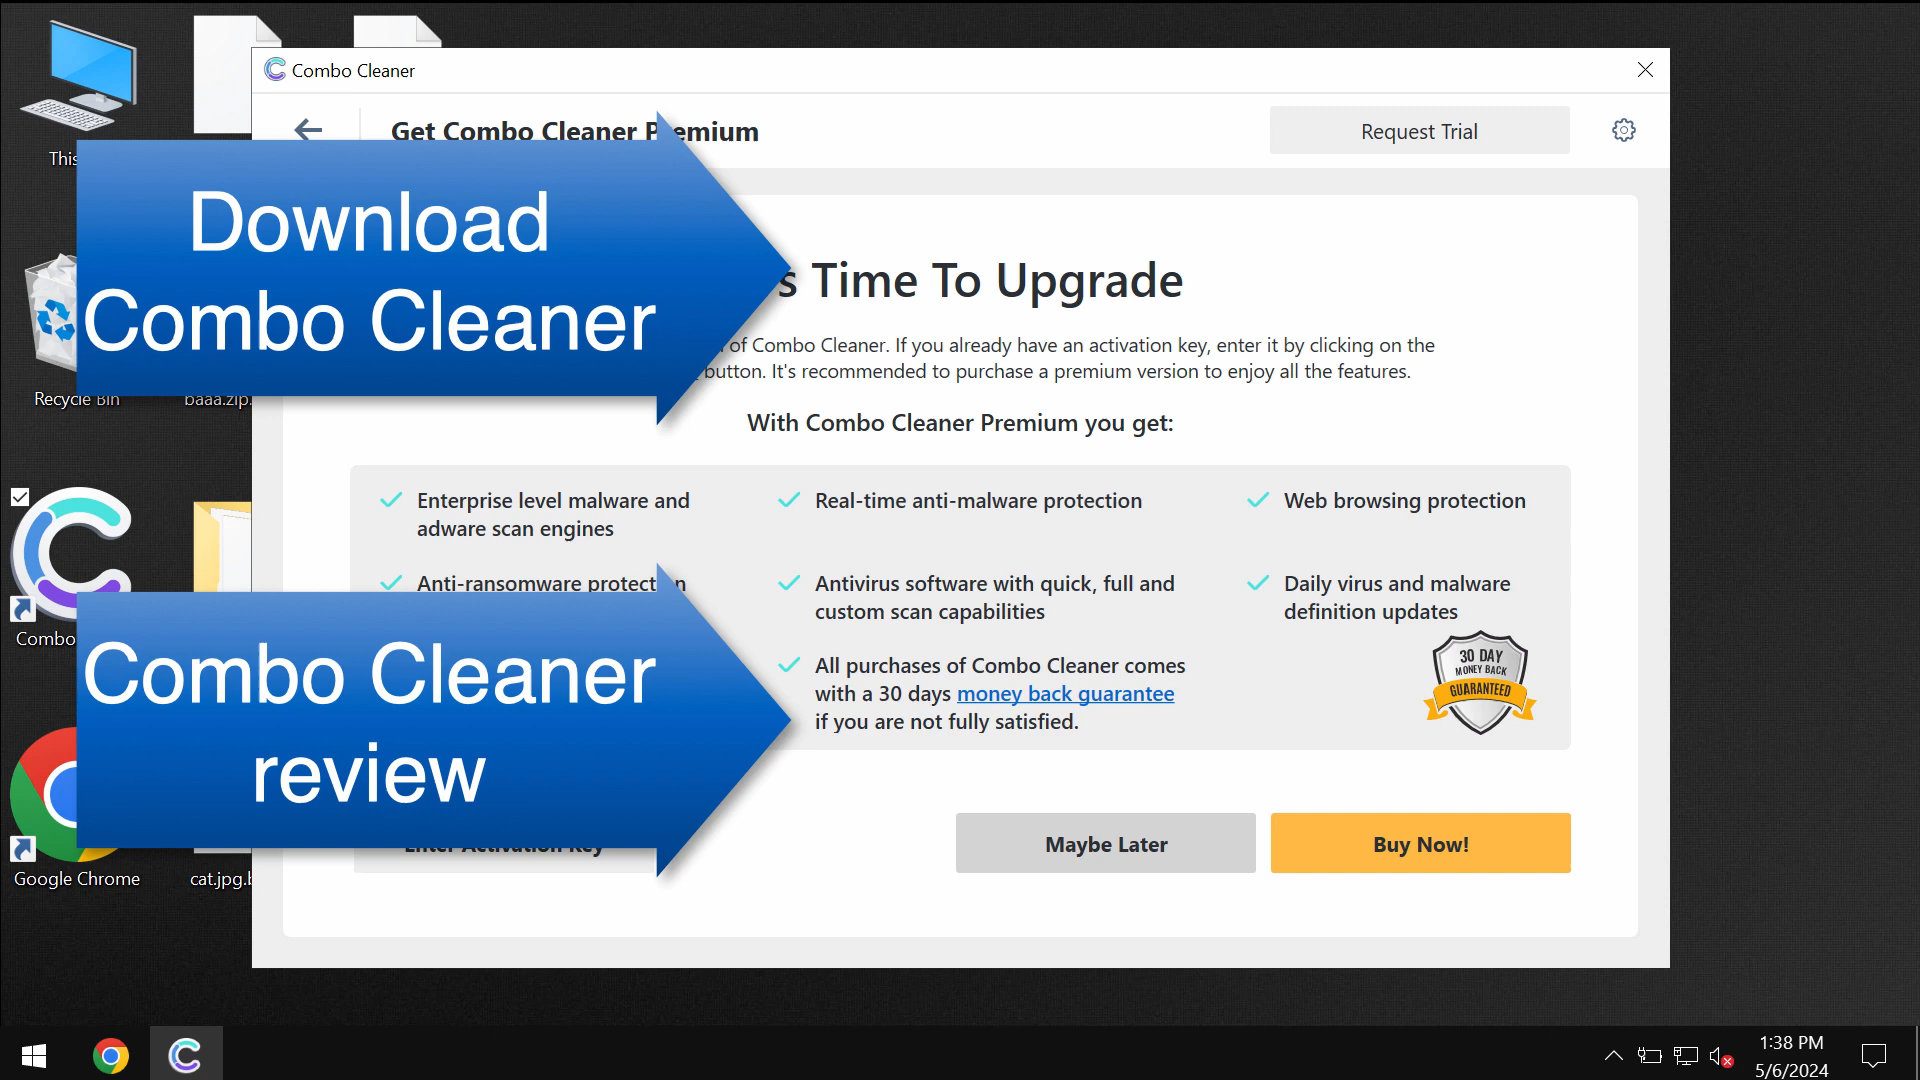 Combo Cleaner
Get Combo Cleaner Premium
Request Trial
This
Download
Combo Cleaner
s Time To Upgrade
of Combo Cleaner. If you already have an activation key, enter it by clicking on the
button. It's recommended to purchase a premium version to enjoy all the features.
Recycle Bin
baaa.zip.
With Combo Cleaner Premium you get:
Enterprise level malware and
adware scan engines
Real-time anti-malware protection
Web browsing protection
Anti-ransomware protection
Antivirus software with quick, full and
custom scan capabilities
Daily virus and malware
definition updates
Combo
Combo Cleaner
review
All purchases of Combo Cleaner comes
with a 30 days money back guarantee
if you are not fully satisfied.
30 DAY
MONEY BACK
GUARANTEED
Enter Activation Key
Maybe Later
Buy Now!
Google Chrome
cat.jpg.b
1:38 PM
5/6/2024